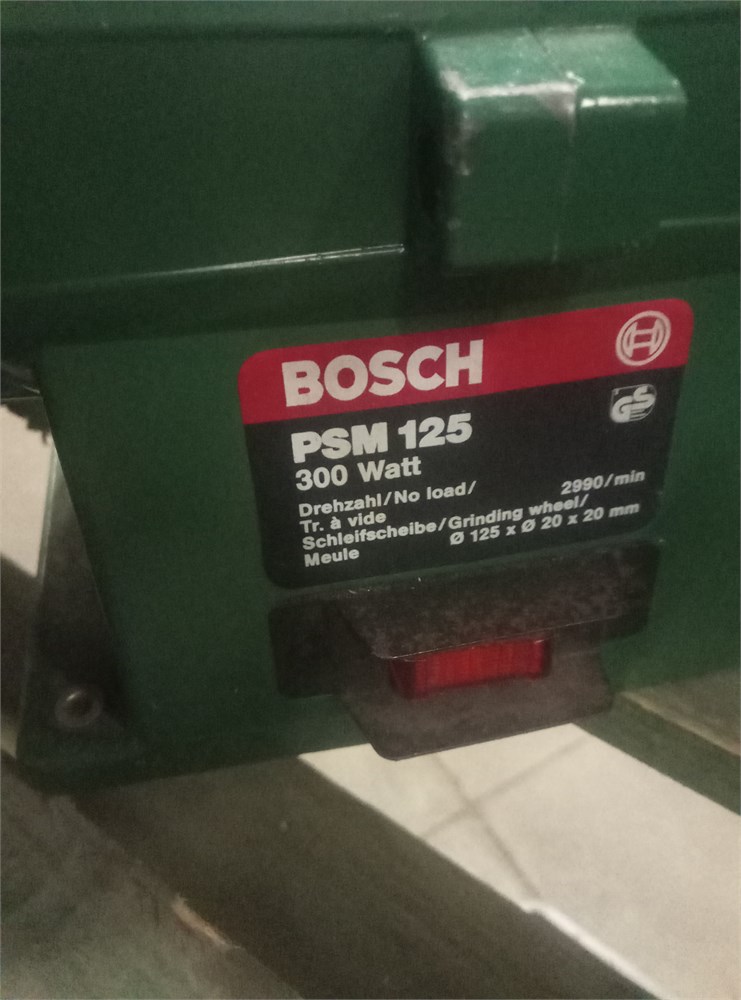 BOSCH
GS
PSM 125
300 Watt
Drehzahl/No load/ 2990/min
Tr. à vide
Schleifscheibe/Grinding wheel/
Meule Ø 125 x Ø 20 x 20 mm